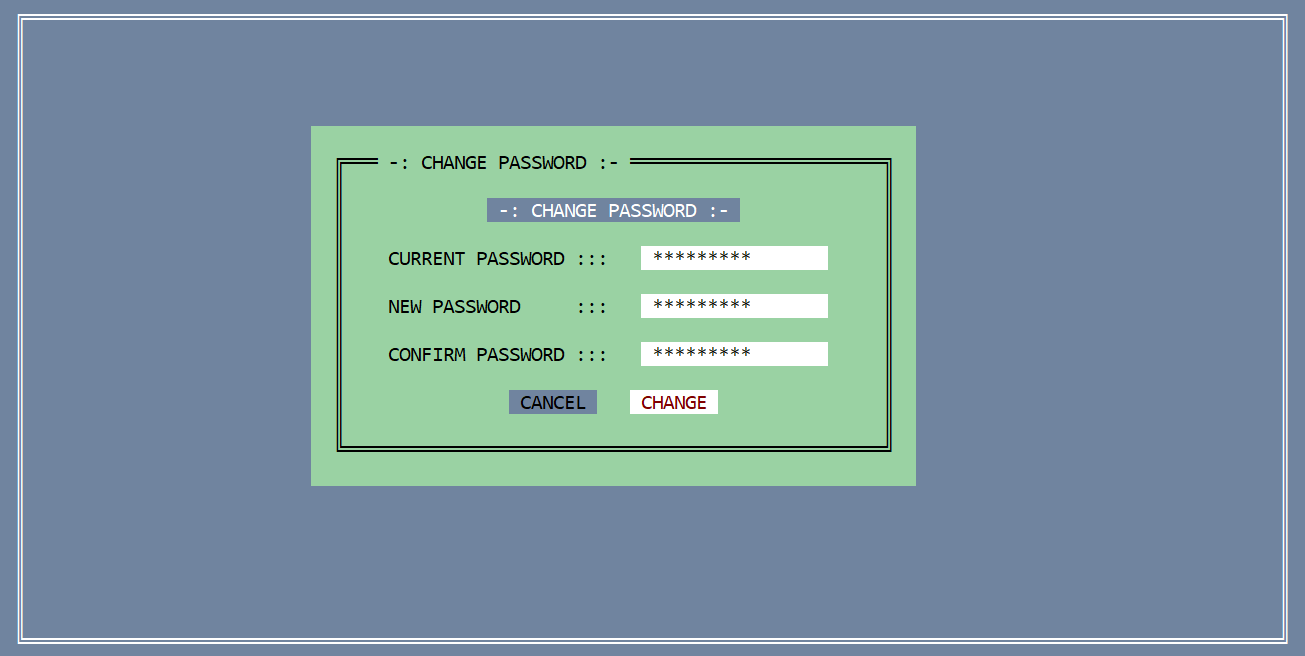 -: CHANGE PASSWORD :-
-: CHANGE PASSWORD :-
CURRENT PASSWORD ::: *********
NEW PASSWORD ::: *********
CONFIRM PASSWORD ::: *********
CANCEL CHANGE